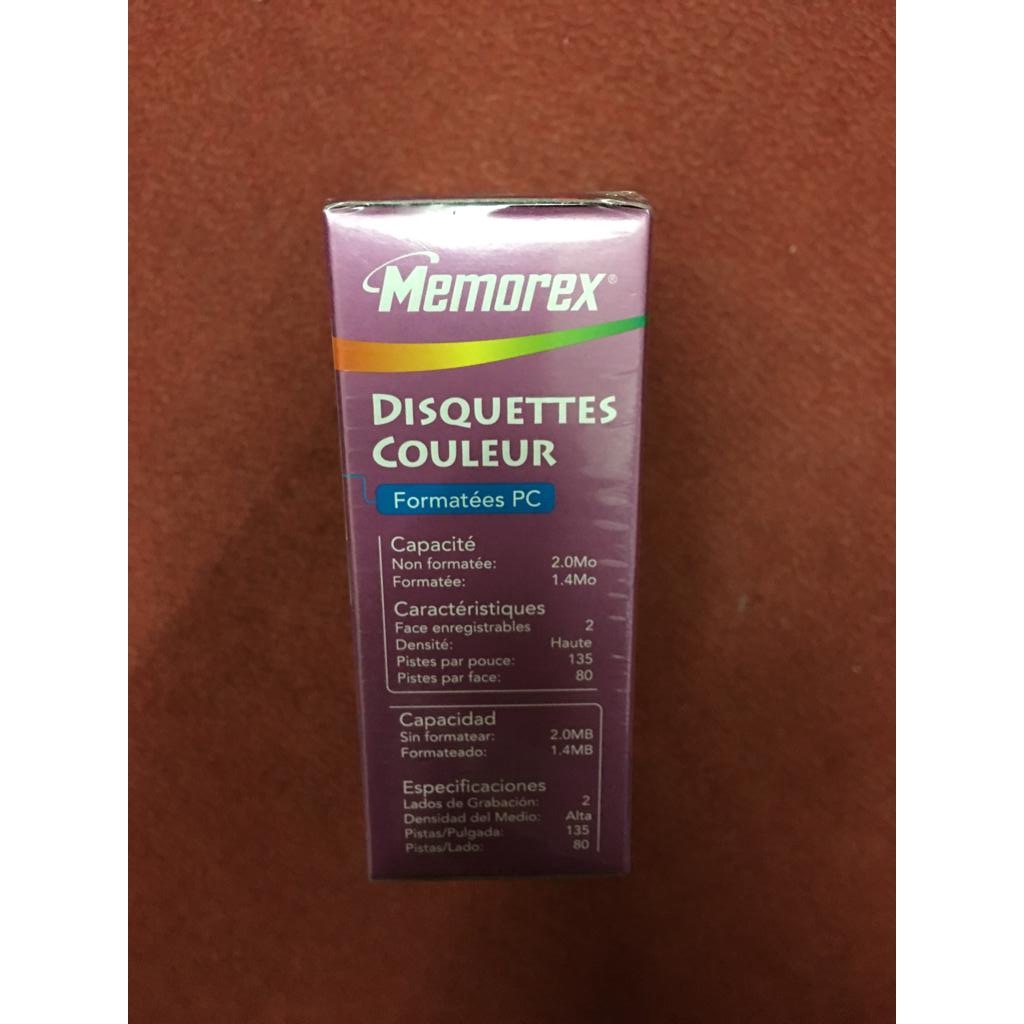 Memorex®
DISQUETTES
COULEUR
Formatées PC
Capacité
Non formatée: 2.0Mo
Formatée: 1.4Mo
Caractéristiques
Face enregistrables 2
Densité: Haute
Pistes par pouce: 135
Pistes par face: 80
Capacidad
Sin formatear: 2.0MB
Formateado: 1.4MB
Especificaciones
Lados de Grabación: 2
Densidad del Medio: Alta
Pistas/Pulgada: 135
Pistas/Lado: 80